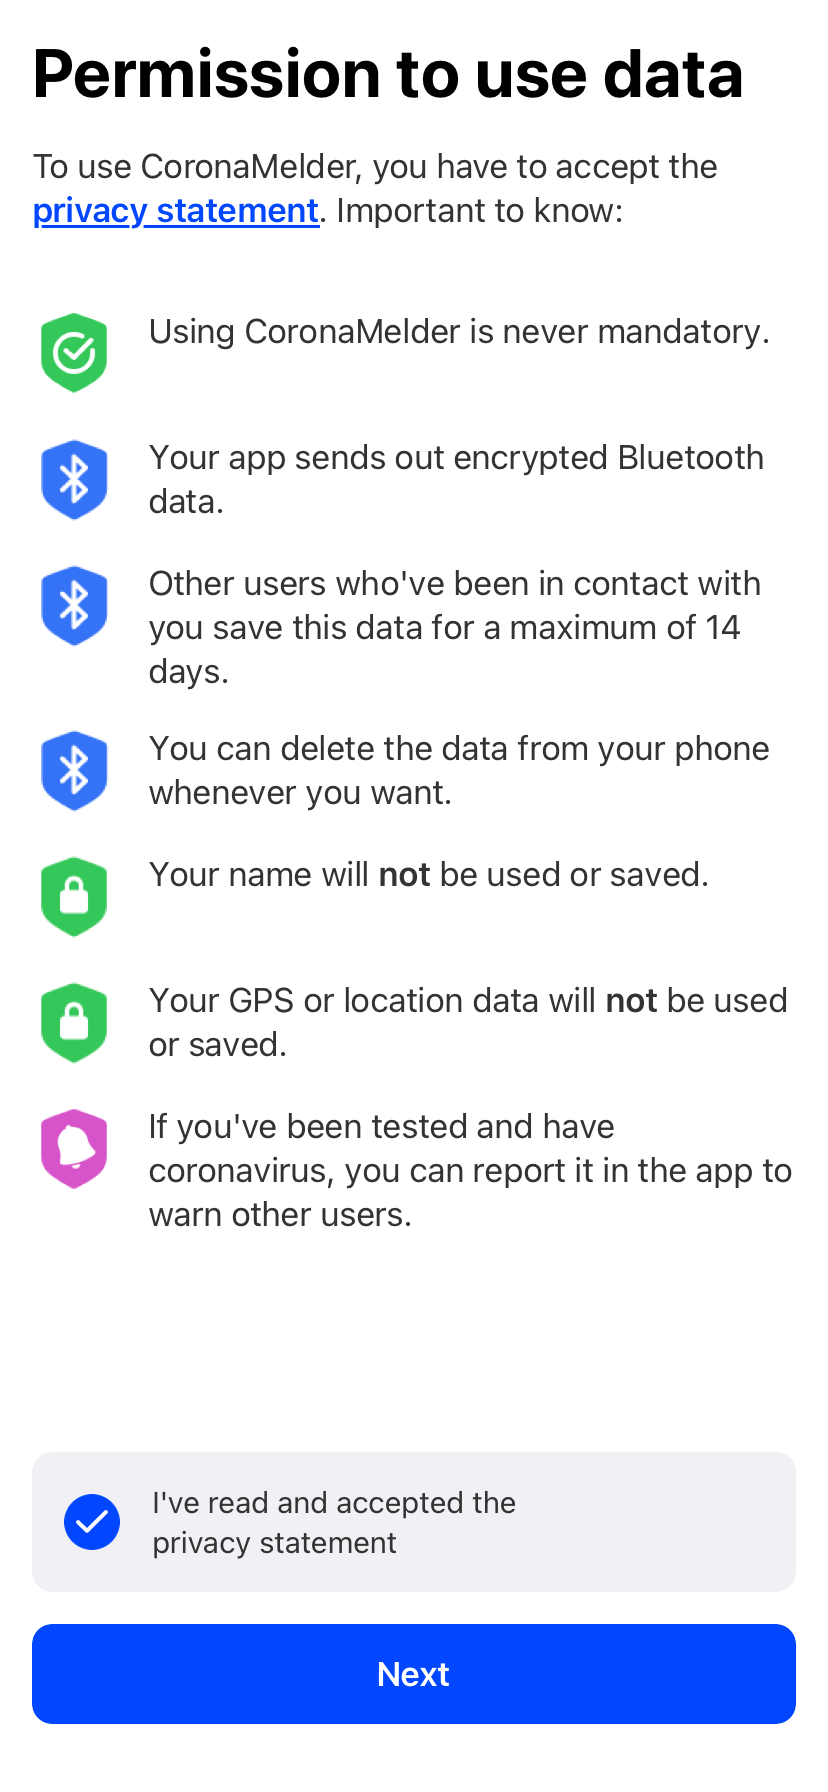 Permission to use data
To use CoronaMelder, you have to accept the
privacy statement. Important to know:
Using CoronaMelder is never mandatory.
Your app sends out encrypted Bluetooth
data.
Other users who've been in contact with
you save this data for a maximum of 14
days.
You can delete the data from your phone
whenever you want.
Your name will not be used or saved.
Your GPS or location data will not be used
or saved.
If you've been tested and have
coronavirus, you can report it in the app to
warn other users.
I've read and accepted the
privacy statement
Next